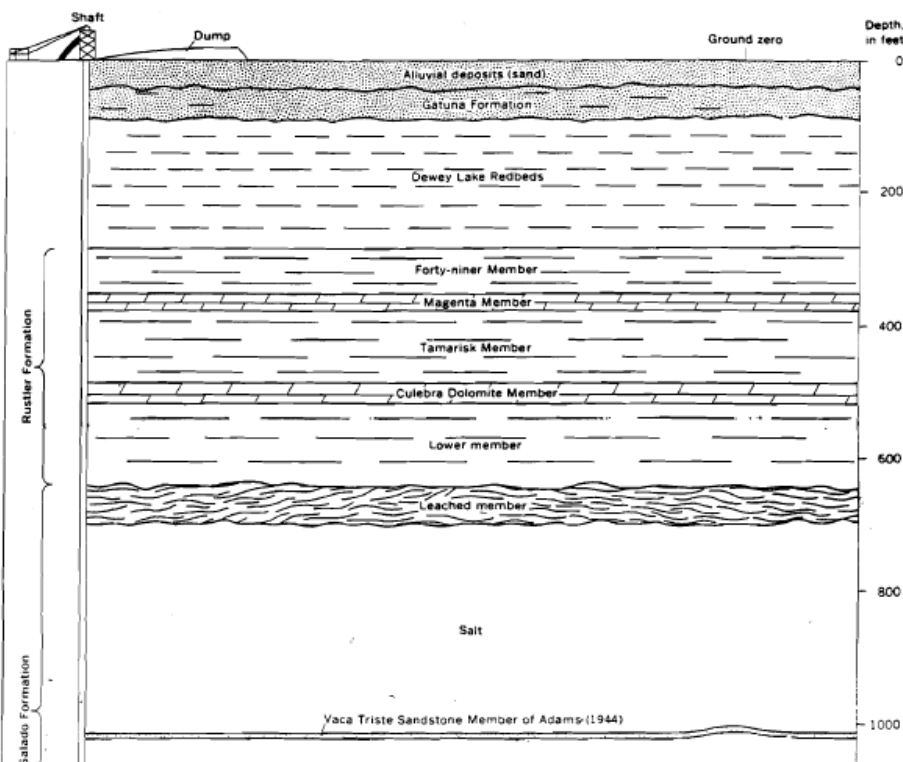 Shaft
Dump
Ground zero
Depth,
in feet
0
Alluvial deposits (sand)
Gatuna Formation
Dewey Lake Redbeds
200
Forty-niner Member
Magenta Member
400
Tamarisk Member
Rustler Formation
Culebra Dolomite Member
Lower member
600
Leached member
800
Salt
Salado Formation
Vaca Triste Sandstone Member of Adams (1944)
1000